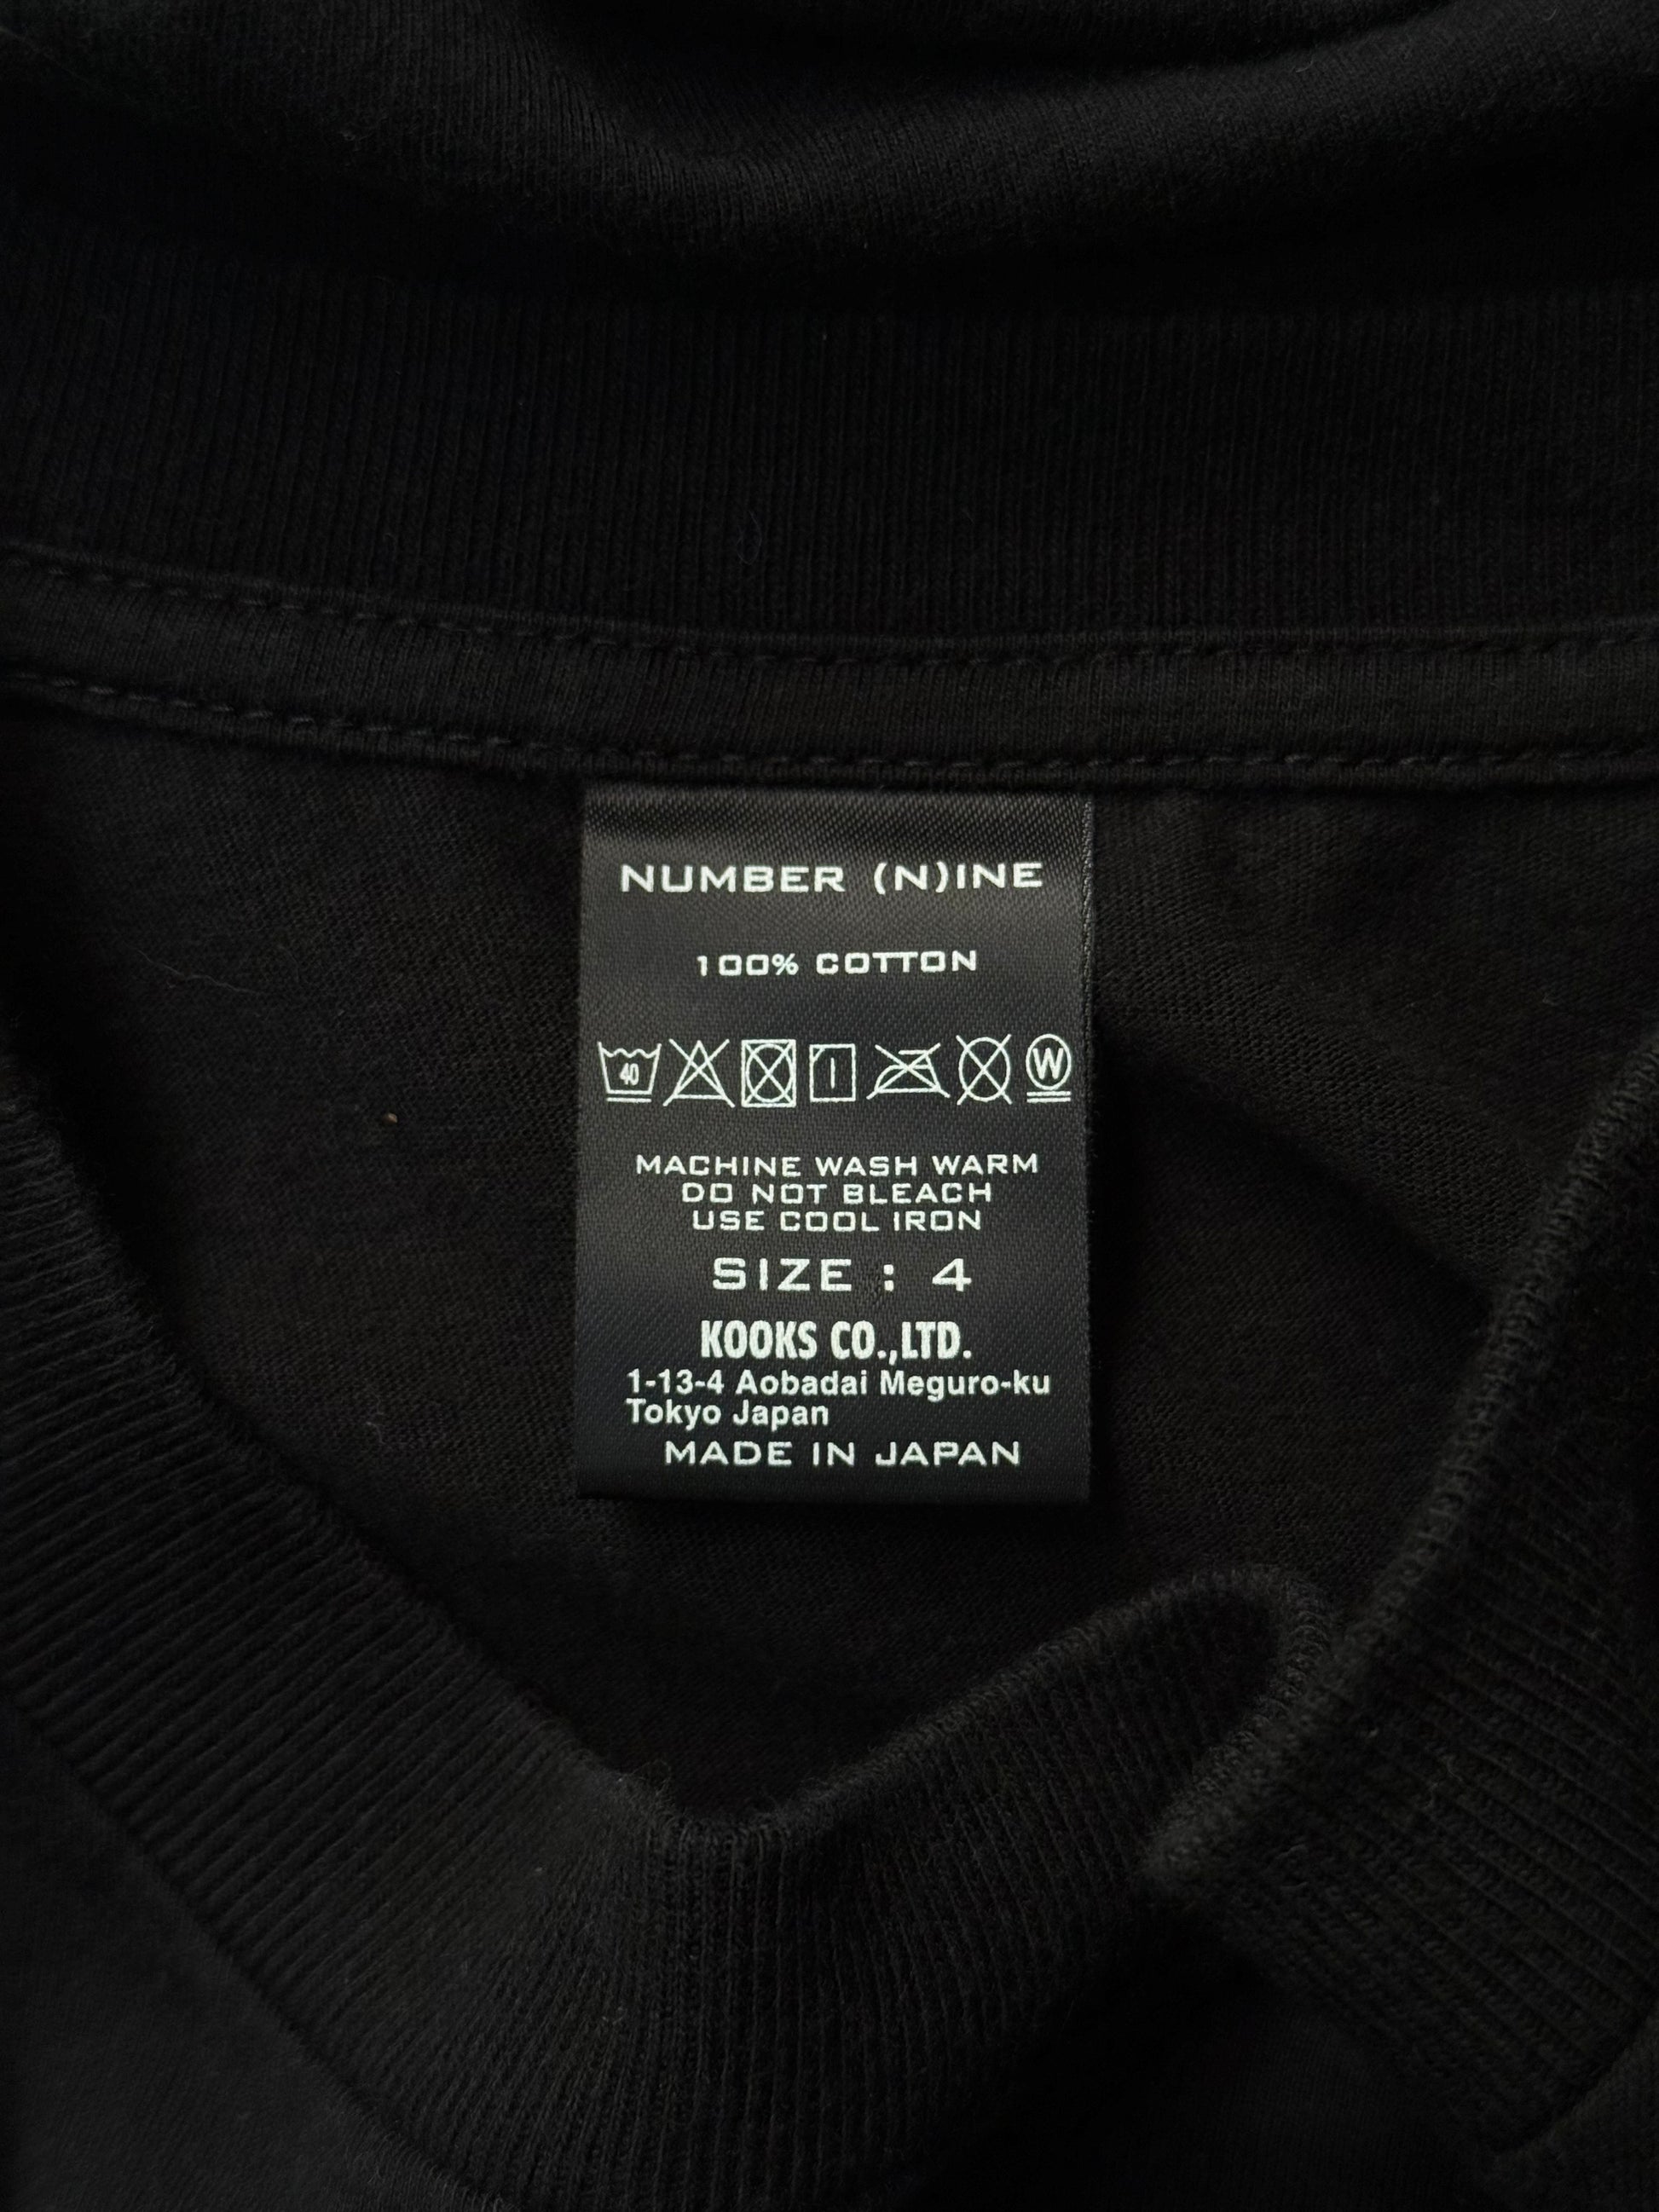 NUMBER (N)INE
100% COTTON
40 W
MACHINE WASH WARM
DO NOT BLEACH
USE COOL IRON
SIZE : 4
KOOKS CO.,LTD.
1-13-4 Aobadai Meguro-ku
Tokyo Japan
MADE IN JAPAN